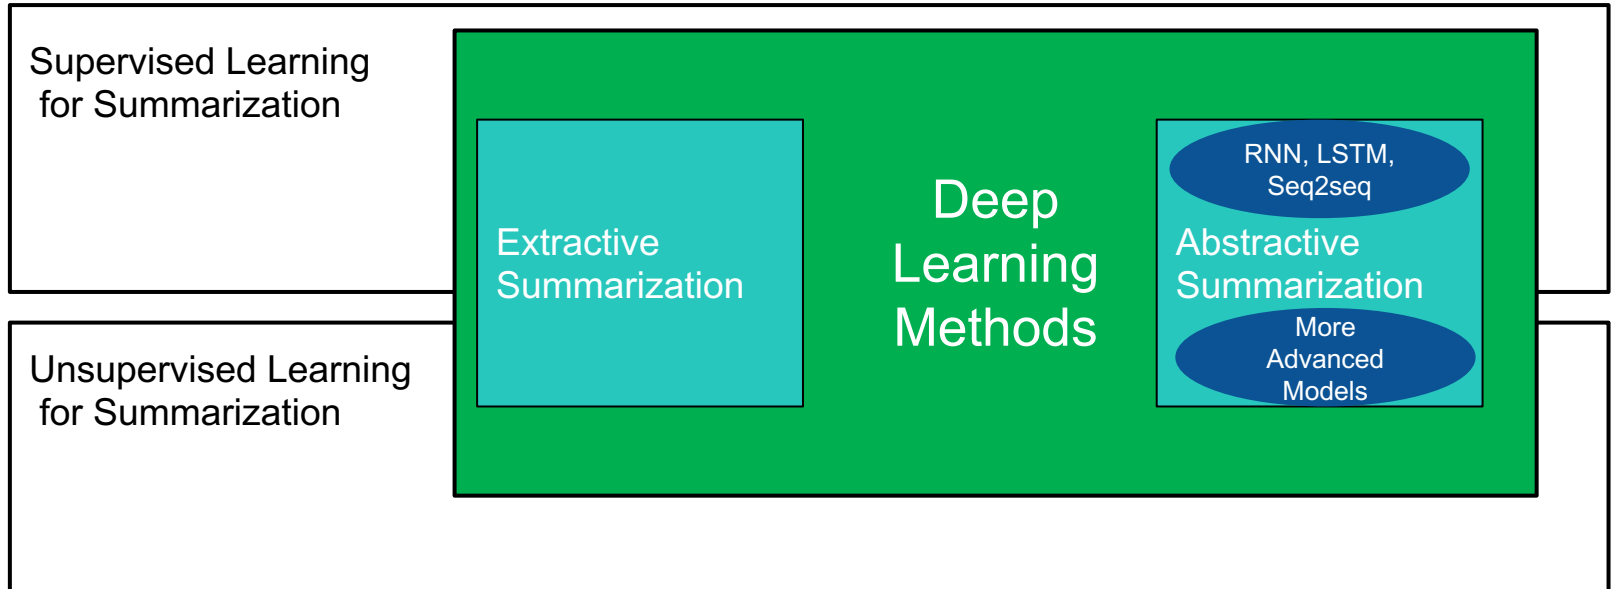 Supervised Learning
for Summarization
Extractive
Summarization
Deep
Learning
Methods
RNN, LSTM,
Seq2seq
Abstractive
Summarization
More
Advanced
Models
Unsupervised Learning
for Summarization